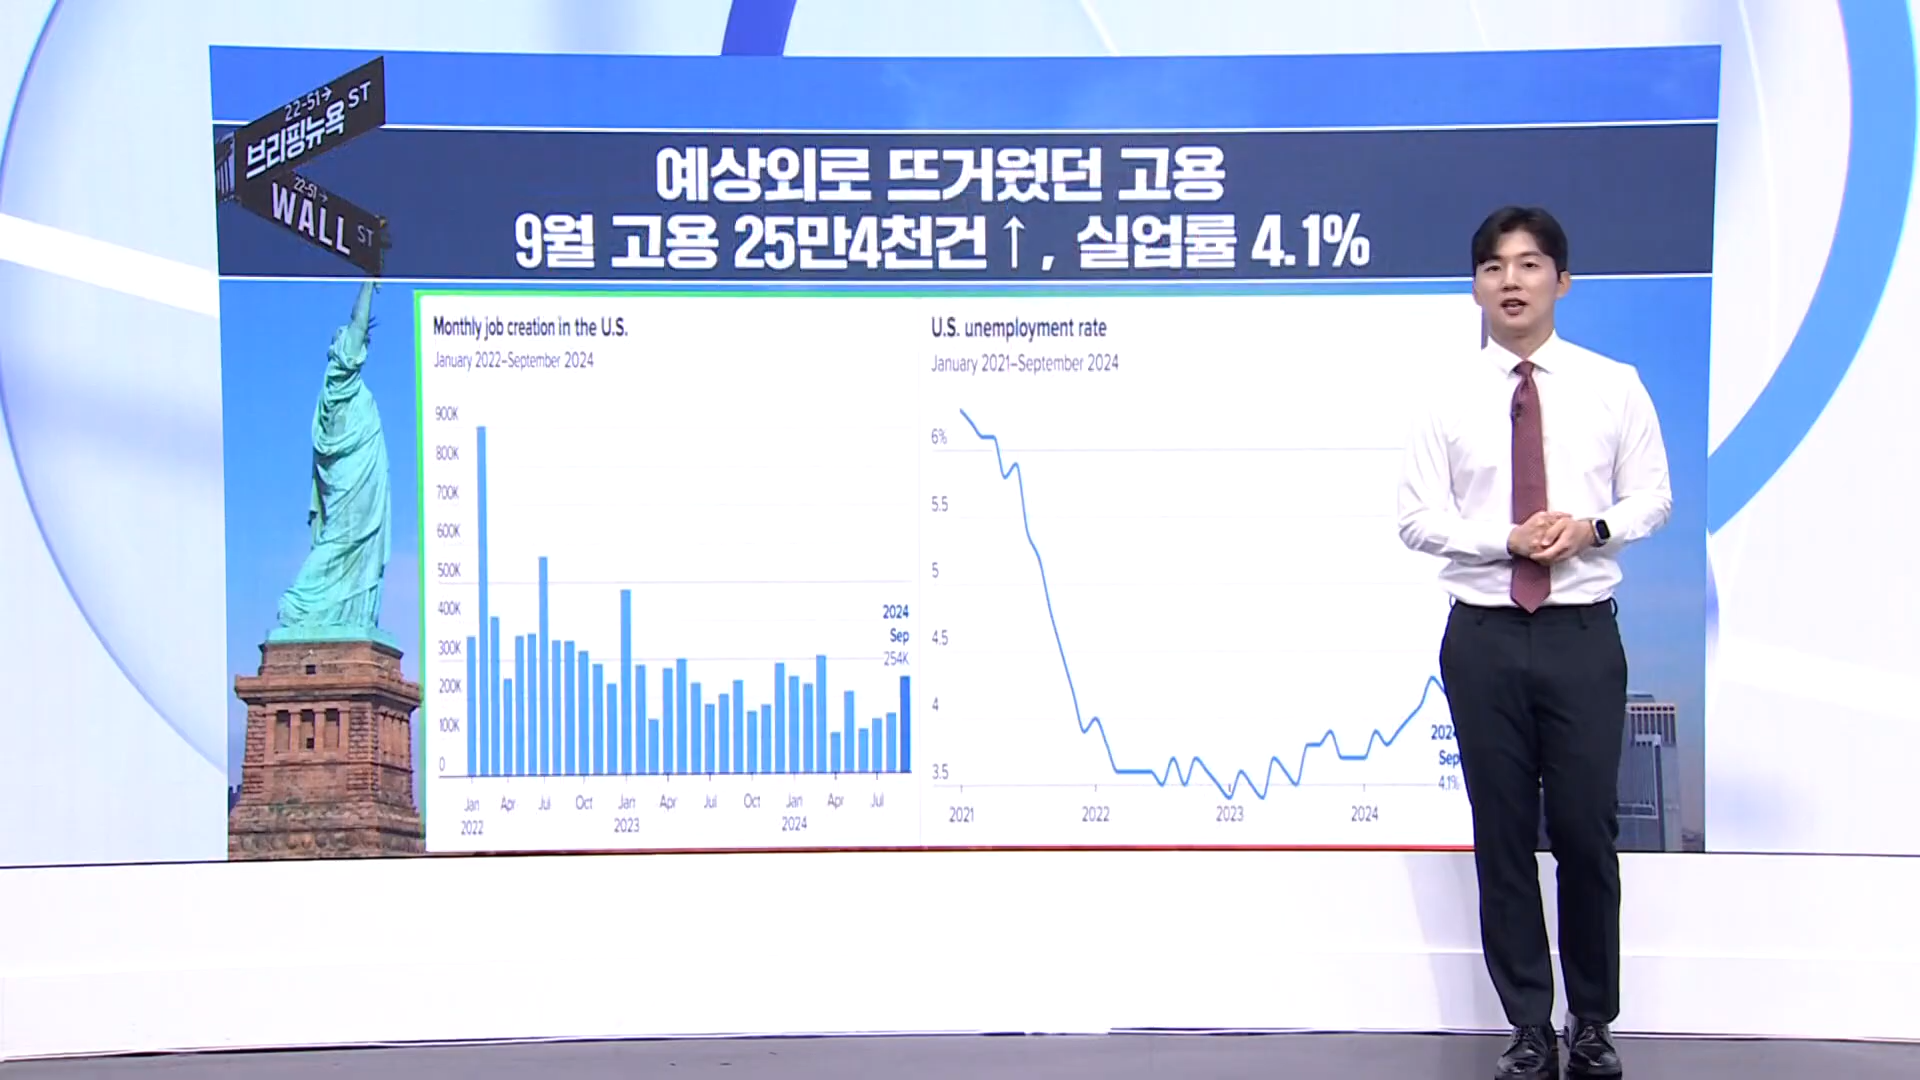 22-51→ ST
브리핑뉴욕
22-51→
WALL ST
예상외로 뜨거웠던 고용
9월 고용 25만4천건↑, 실업률 4.1%
Monthly job creation in the U.S.
January 2022–September 2024
900K
800K
700K
600K
500K
400K
300K
200K
100K
0
2024
Sep
254K
Jan Apr Jul Oct Jan Apr Jul Oct Jan Apr Jul
2022 2023 2024
U.S. unemployment rate
January 2021–September 2024
6%
5.5
5
4.5
4
3.5
Sep
4.1%
2021 2022 2023 2024